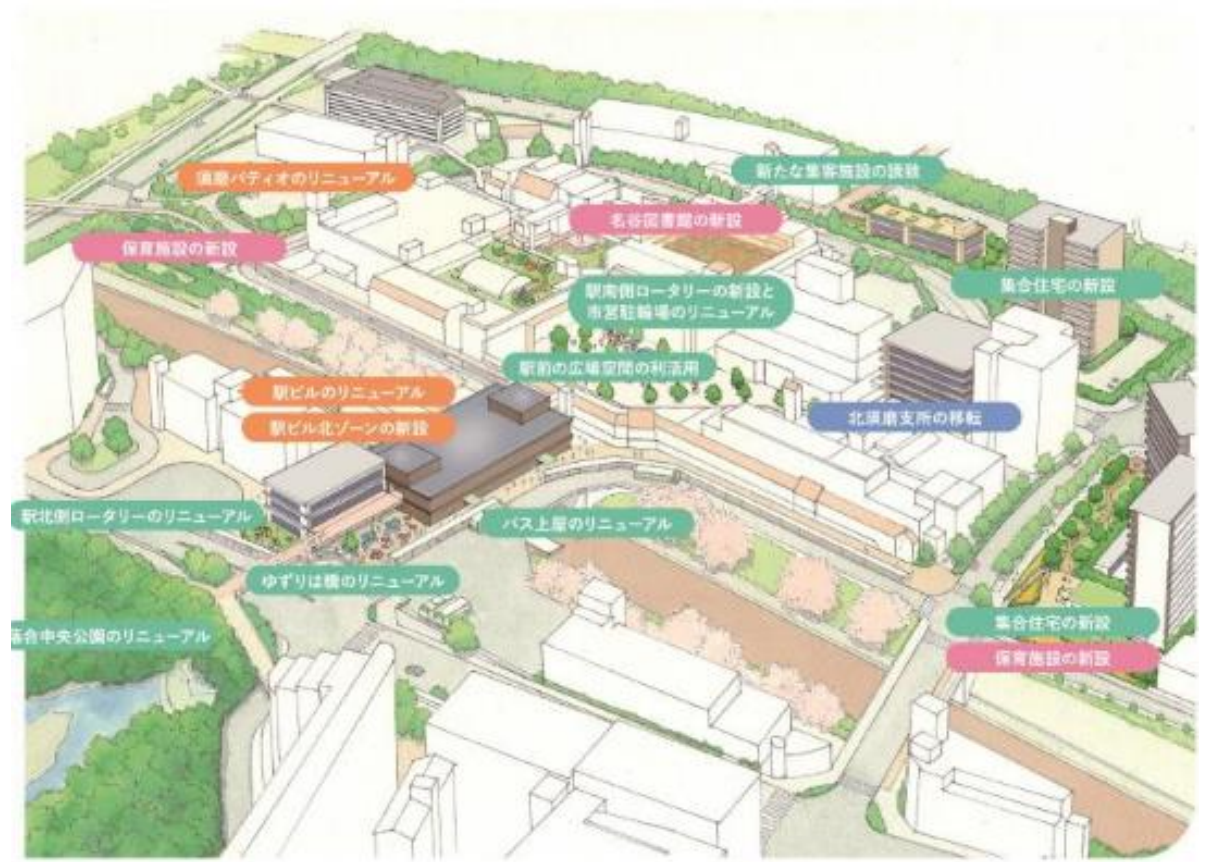 須磨パティオのリニューアル
新たな集客施設の誘致
名谷図書館の新設
保育施設の新設
集合住宅の新設
駅南側ロータリーの新設と
市営駐輪場のリニューアル
駅前の広場空間の利活用
駅ビルのリニューアル
駅ビル北ゾーンの新設
北須磨支所の移転
駅北側ロータリーのリニューアル
バス上屋のリニューアル
ゆずりは橋のリニューアル
落合中央公園のリニューアル
集合住宅の新設
保育施設の新設